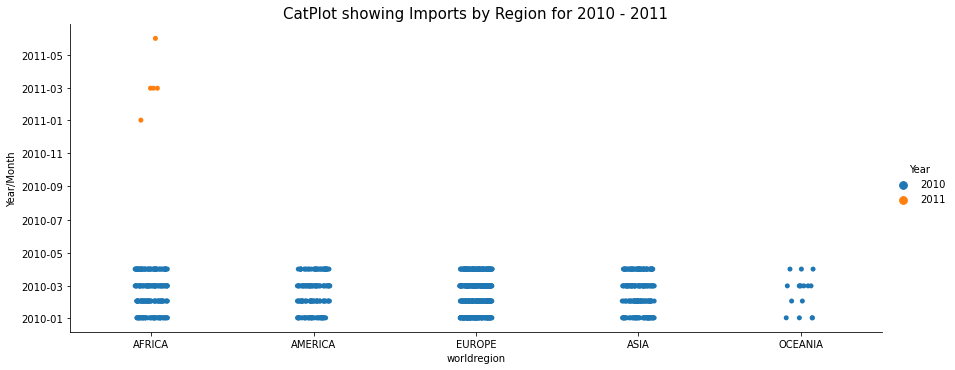 CatPlot showing Imports by Region for 2010 - 2011
2011-05
2011-03
2011-01
2010-11
2010-09
2010-07
2010-05
2010-03
2010-01
Year/Month
AFRICA
AMERICA
EUROPE
ASIA
OCEANIA
worldregion
Year
2010
2011